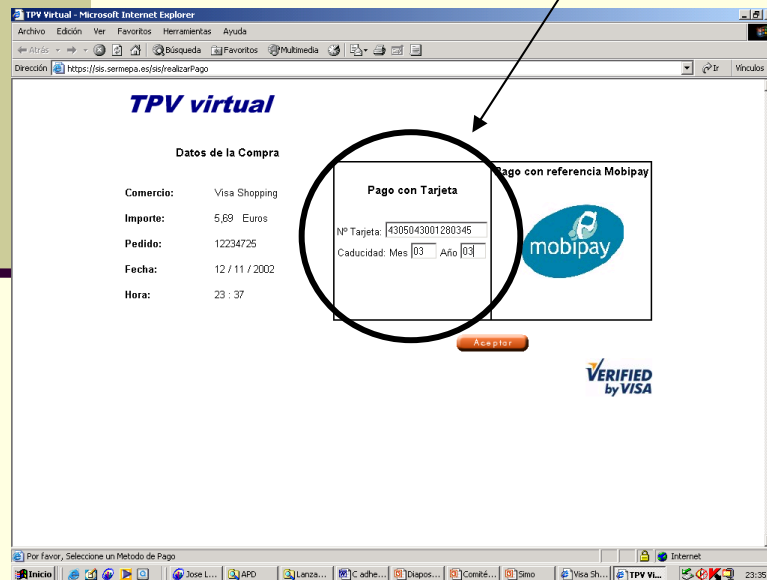 TPV Virtual - Microsoft Internet Explorer
Archivo Edición Ver Favoritos Herramientas Ayuda
Atrás Búsqueda Favoritos Multimedia
Dirección https://sis.sermepa.es/sis/realizarPago Ir Vínculos
TPV virtual
Datos de la Compra
Comercio: Visa Shopping
Importe: 5,69 Euros
Pedido: 12234725
Fecha: 12 / 11 / 2002
Hora: 23 : 37
Pago con Tarjeta
Nº Tarjeta: 4305043001280345
Caducidad: Mes 03 Año 03
Pago con referencia Mobipay
mobipay
Aceptar
VERIFIED
by VISA
Por favor, Seleccione un Metodo de Pago Internet
Inicio Jose L... APD Lanza... C adhe... Diapos... Comité... Simo Visa Sh... TPV Vi... 23:35